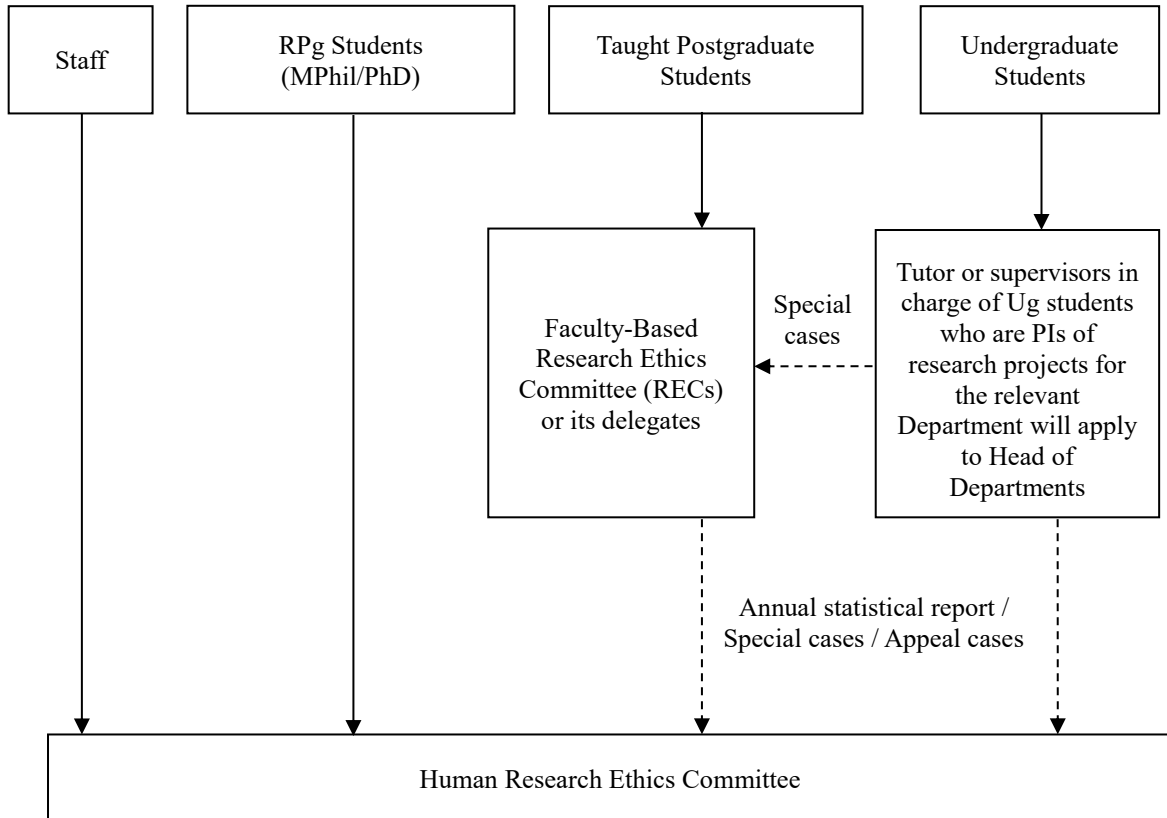 Staff
RPg Students
(MPhil/PhD)
Taught Postgraduate
Students
Undergraduate
Students
Faculty-Based
Research Ethics
Committee (RECs)
or its delegates
Special
cases
Tutor or supervisors in
charge of Ug students
who are PIs of
research projects for
the relevant
Department will apply
to Head of
Departments
Annual statistical report /
Special cases / Appeal cases
Human Research Ethics Committee